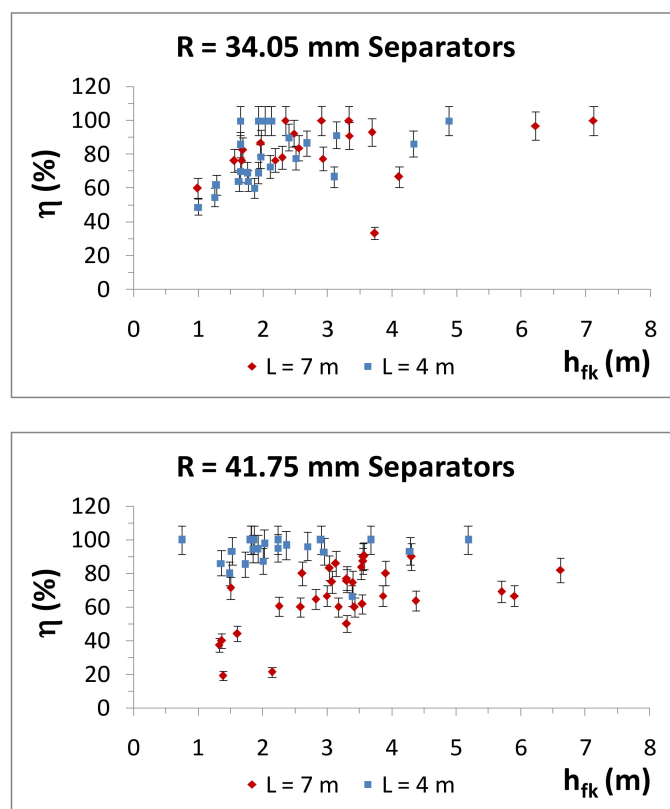 R = 34.05 mm Separators
η (%)
120
100
80
60
40
20
0
0 1 2 3 4 5 6 7 8
L = 7 m L = 4 m
hfk (m)
R = 41.75 mm Separators
η (%)
120
100
80
60
40
20
0
0 1 2 3 4 5 6 7 8
L = 7 m L = 4 m
hfk (m)